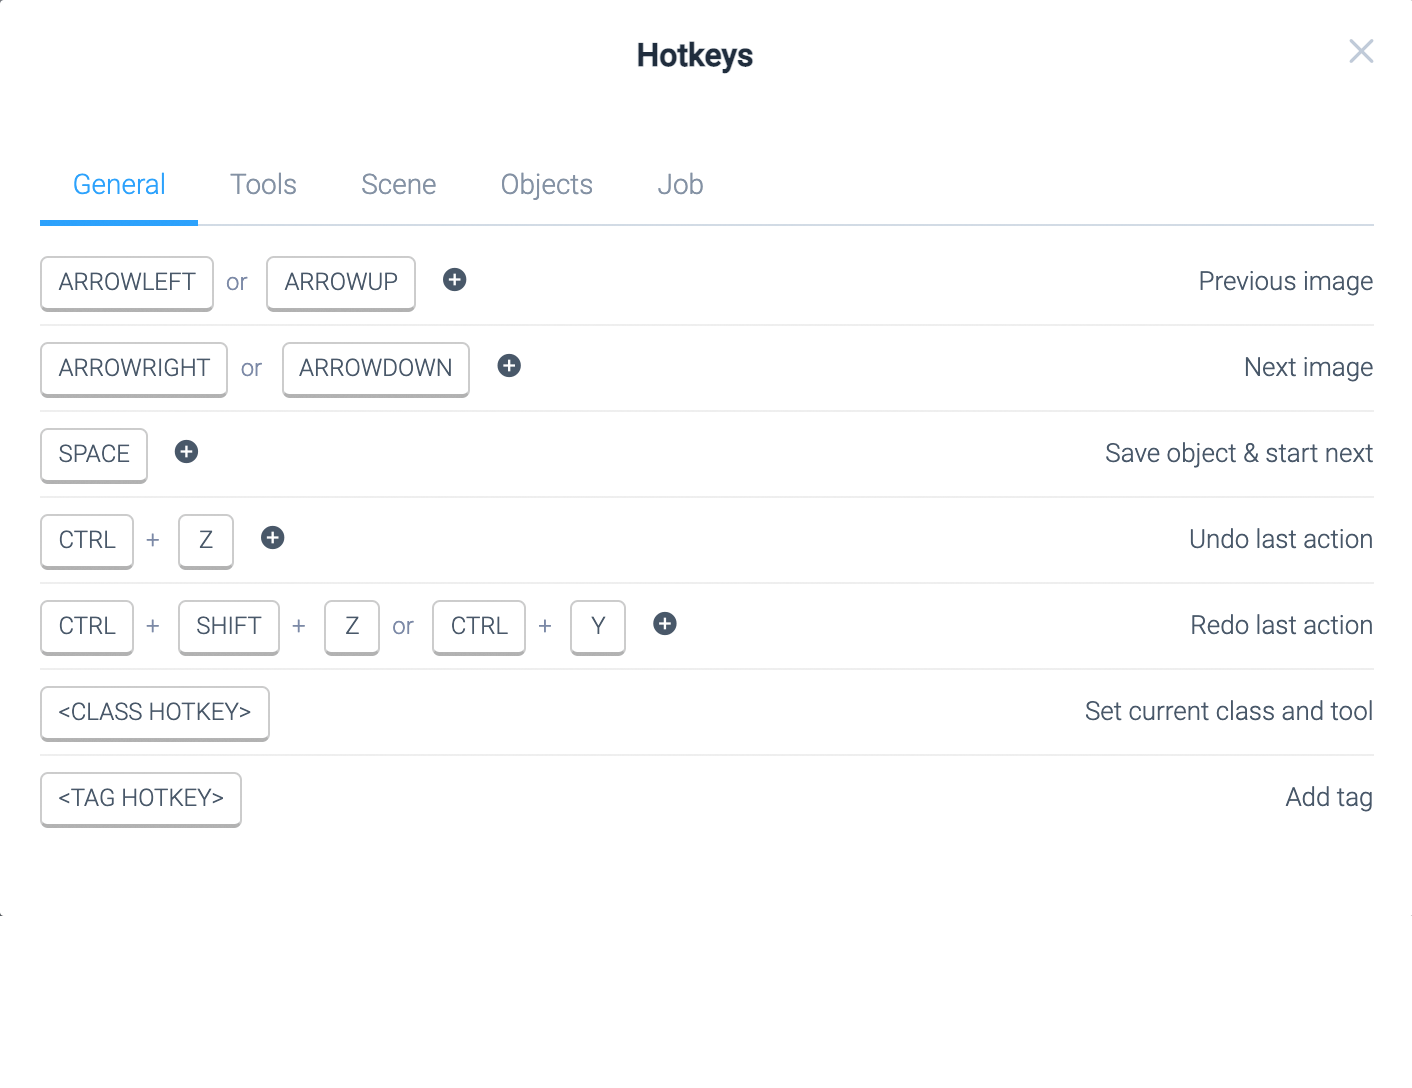 Hotkeys
General Tools Scene Objects Job
ARROWLEFT or ARROWUP Previous image
ARROWRIGHT or ARROWDOWN Next image
SPACE Save object & start next
CTRL + Z Undo last action
CTRL + SHIFT + Z or CTRL + Y Redo last action
<CLASS HOTKEY> Set current class and tool
<TAG HOTKEY> Add tag